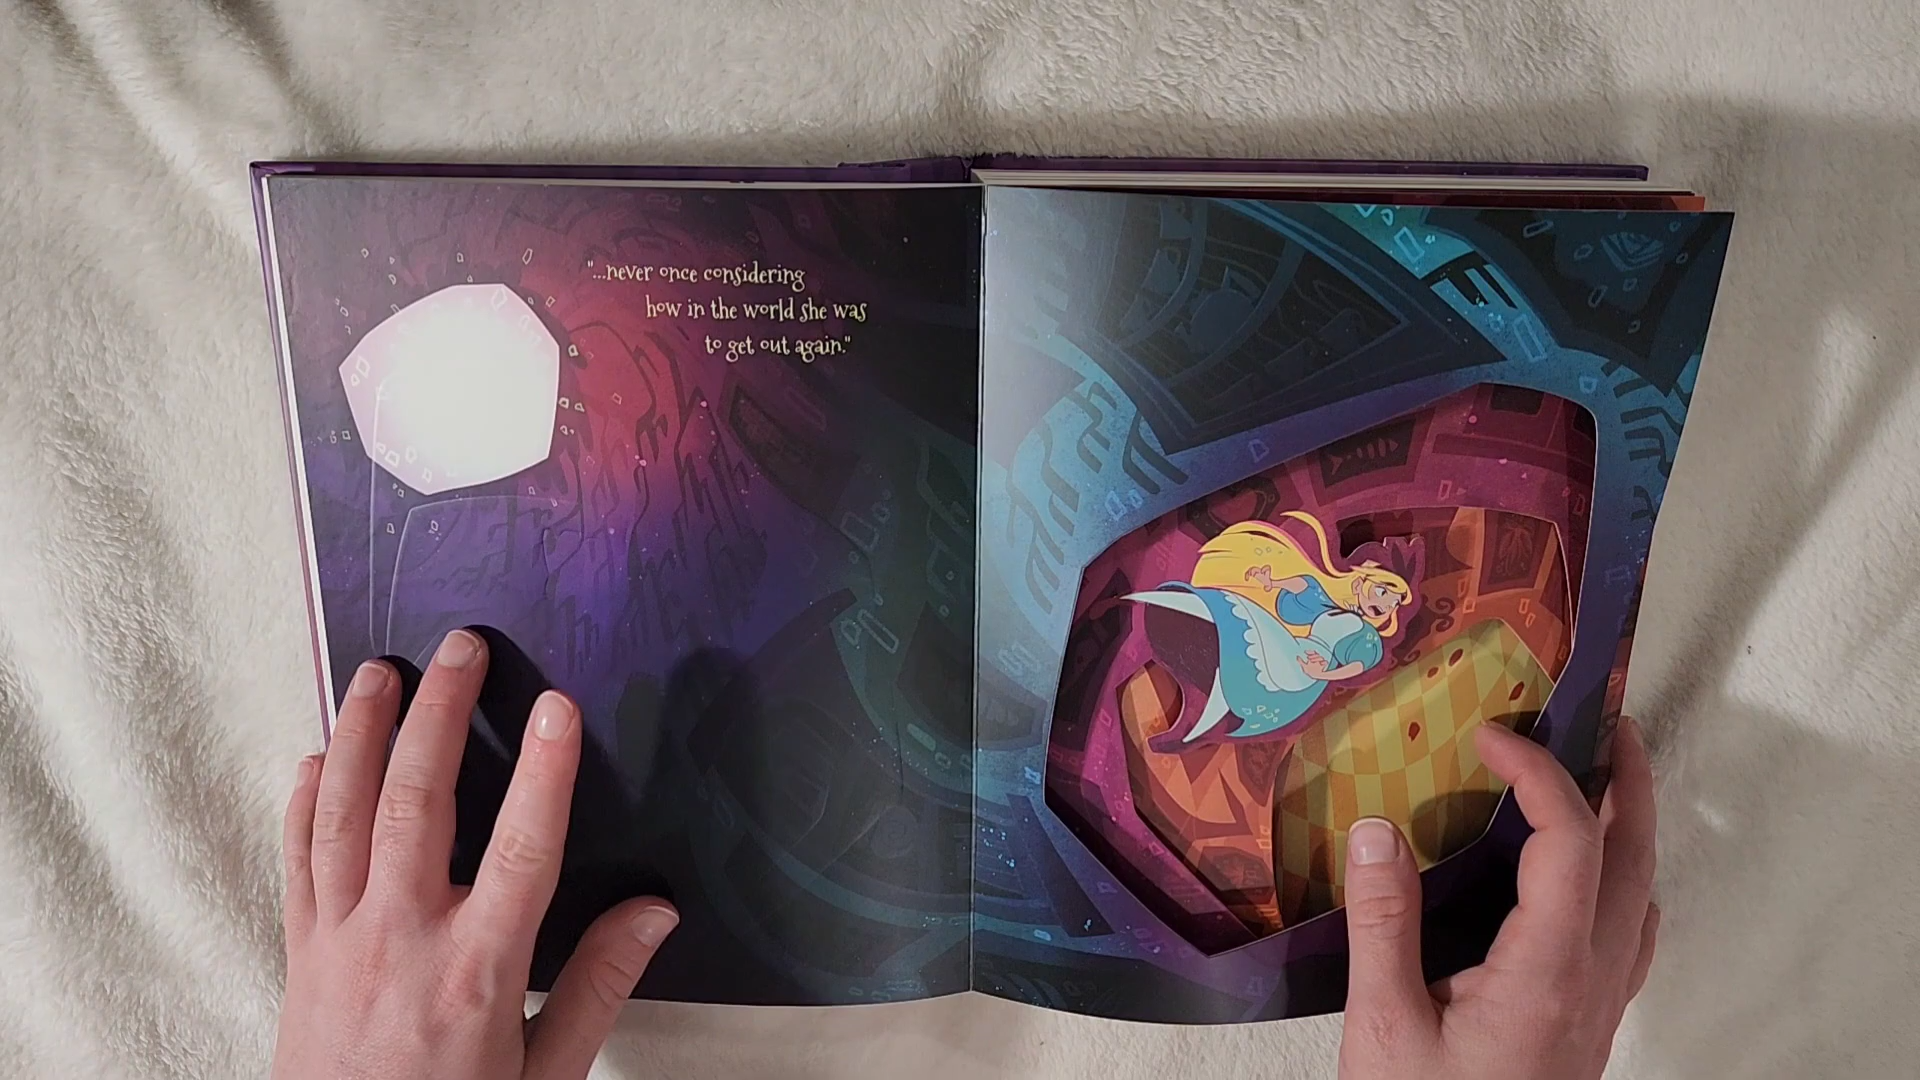 "...never once considering
how in the world she was
to get out again."